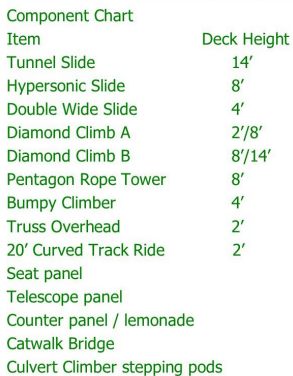 Component Chart
Item Deck Height
Tunnel Slide 14’
Hypersonic Slide 8’
Double Wide Slide 4’
Diamond Climb A 2’/8’
Diamond Climb B 8’/14’
Pentagon Rope Tower 8’
Bumpy Climber 4’
Truss Overhead 2’
20’ Curved Track Ride 2’
Seat panel
Telescope panel
Counter panel / lemonade
Catwalk Bridge
Culvert Climber stepping pods